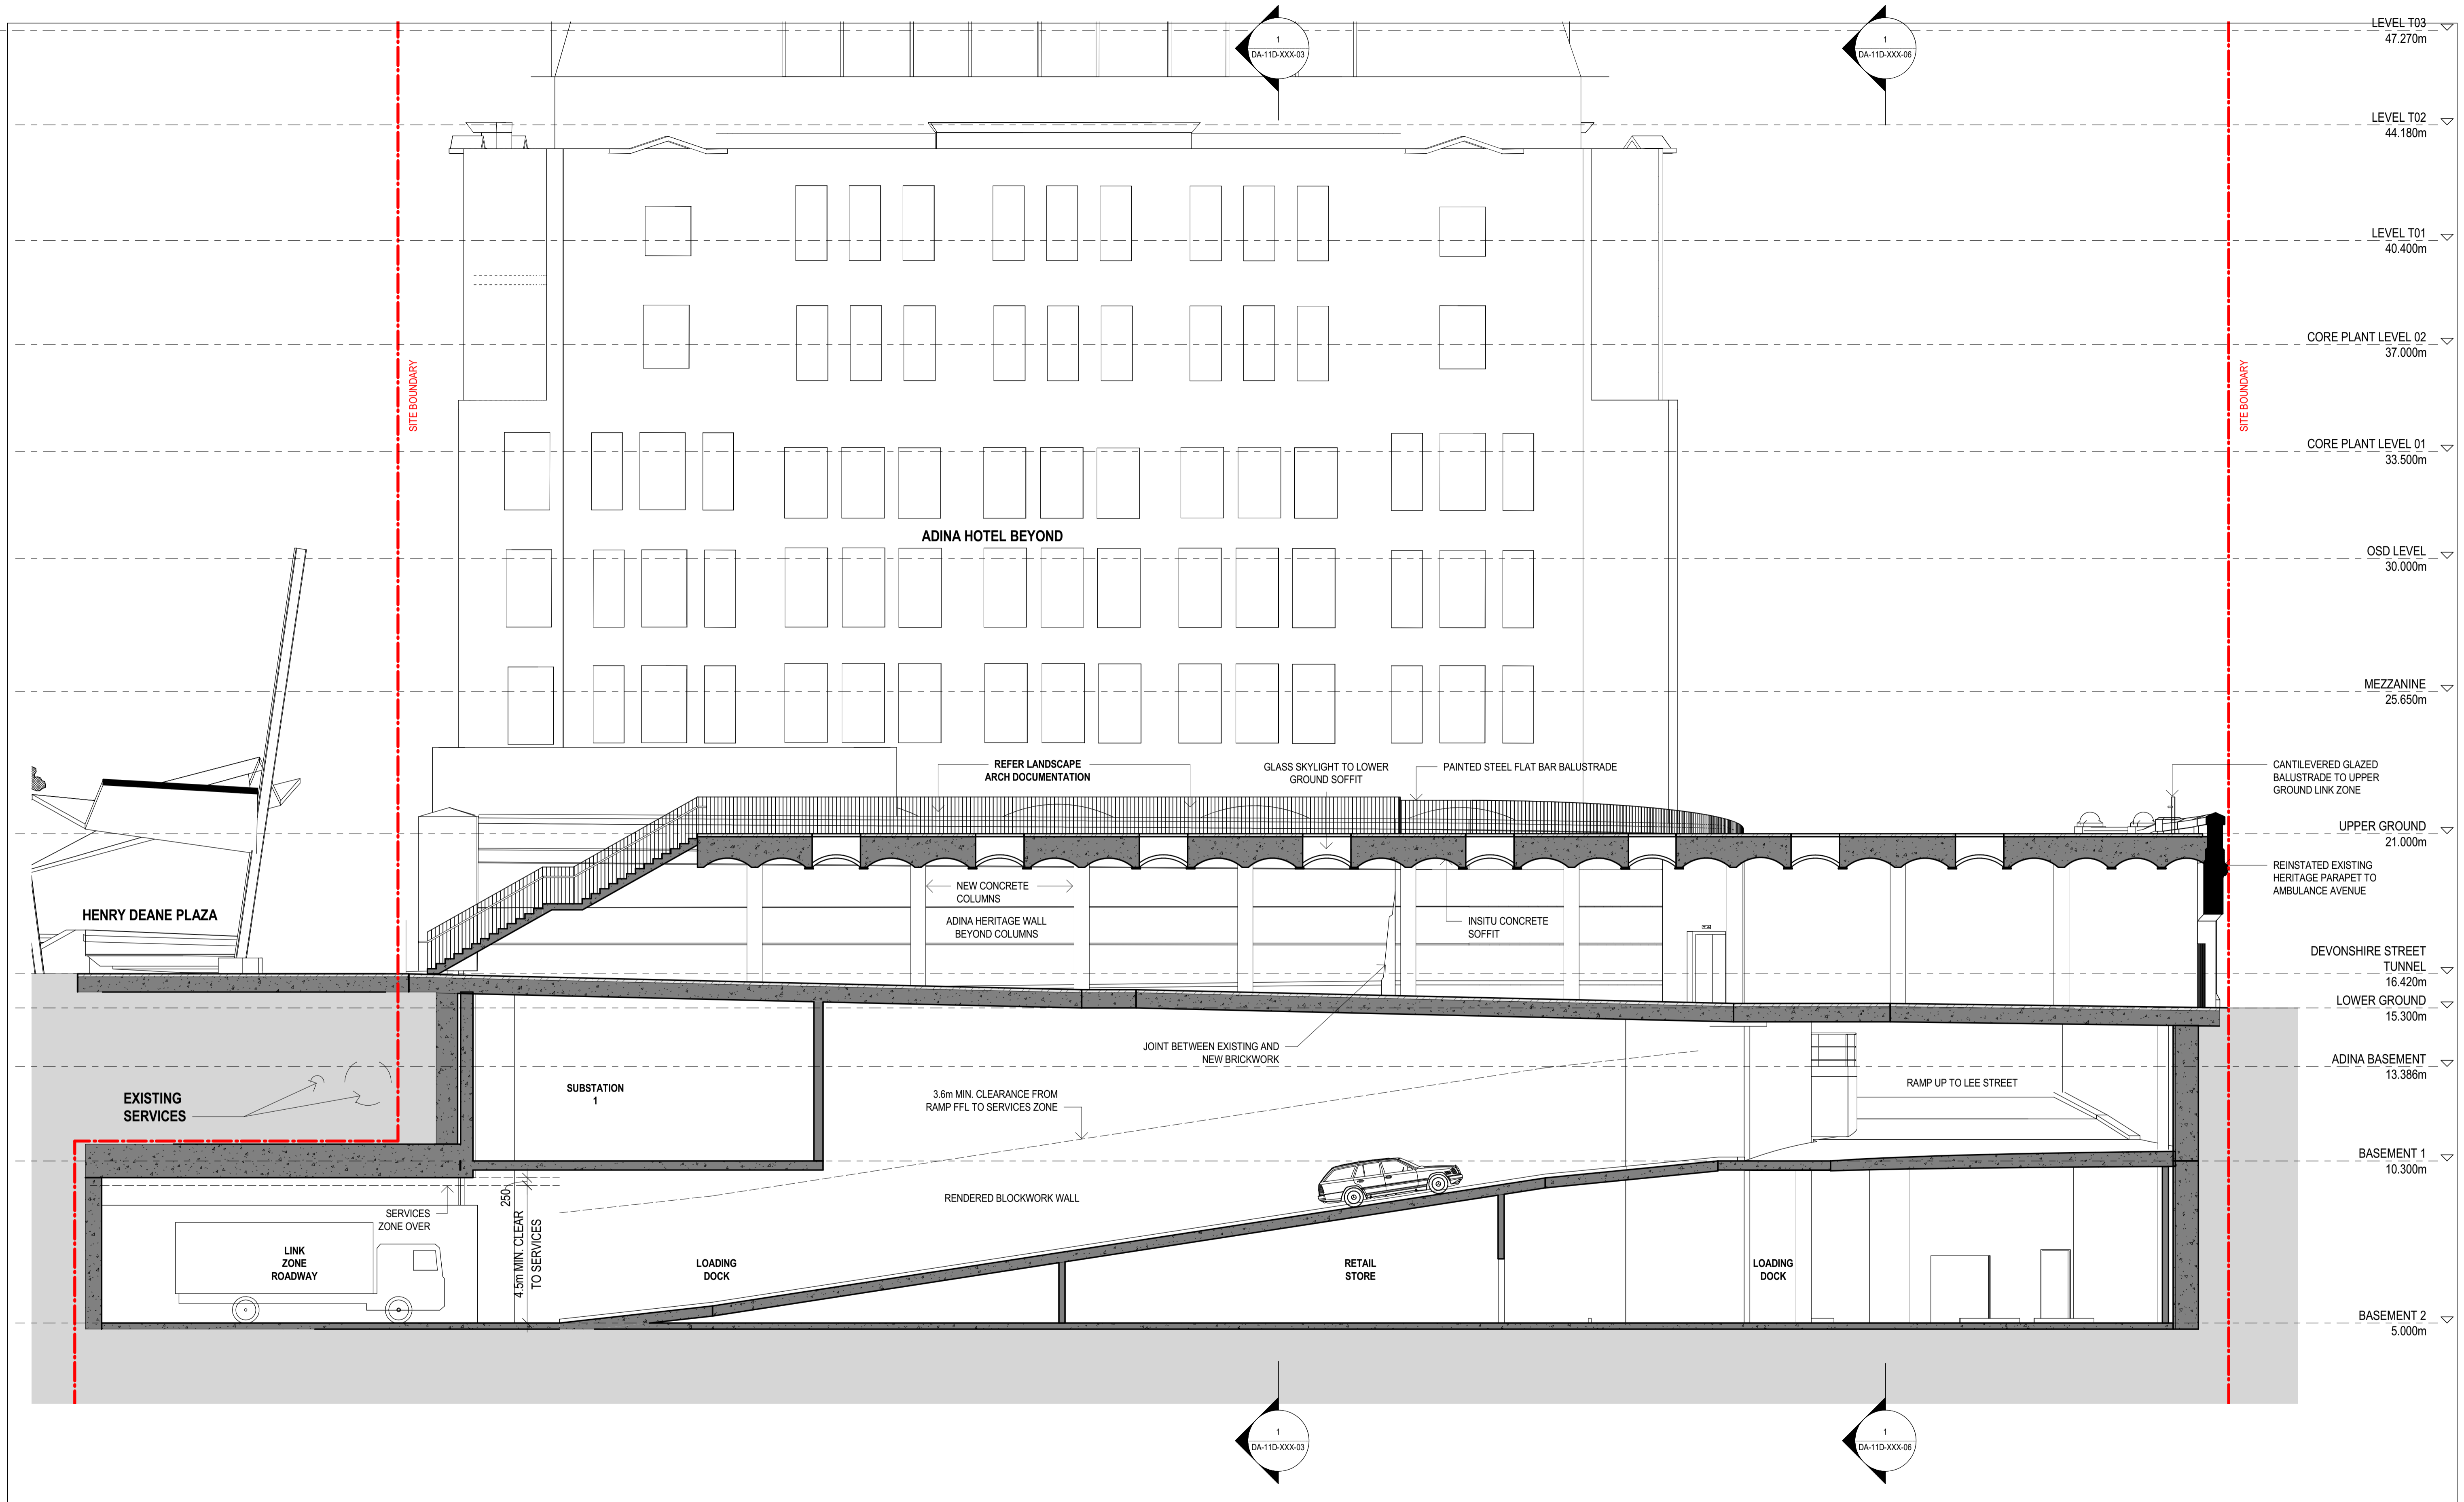 LEVEL T03
47.270m
1
DA-11D-XXX-03
1
DA-11D-XXX-06
LEVEL T02
44.180m
LEVEL T01
40.400m
CORE PLANT LEVEL 02
37.000m
SITE BOUNDARY
SITE BOUNDARY
CORE PLANT LEVEL 01
33.500m
ADINA HOTEL BEYOND
OSD LEVEL
30.000m
MEZZANINE
25.650m
REFER LANDSCAPE
ARCH DOCUMENTATION
GLASS SKYLIGHT TO LOWER
GROUND SOFFIT
PAINTED STEEL FLAT BAR BALUSTRADE
CANTILEVERED GLAZED
BALUSTRADE TO UPPER
GROUND LINK ZONE
UPPER GROUND
21.000m
REINSTATED EXISTING
HERITAGE PARAPET TO
AMBULANCE AVENUE
HENRY DEANE PLAZA
NEW CONCRETE
COLUMNS
ADINA HERITAGE WALL
BEYOND COLUMNS
INSITU CONCRETE
SOFFIT
DEVONSHIRE STREET
TUNNEL
16.420m
LOWER GROUND
15.300m
JOINT BETWEEN EXISTING AND
NEW BRICKWORK
ADINA BASEMENT
13.386m
EXISTING
SERVICES
SUBSTATION
1
3.6m MIN. CLEARANCE FROM
RAMP FFL TO SERVICES ZONE
RAMP UP TO LEE STREET
BASEMENT 1
10.300m
RENDERED BLOCKWORK WALL
SERVICES
ZONE OVER
250
4.5m MIN. CLEAR
TO SERVICES
LINK
ZONE
ROADWAY
LOADING
DOCK
RETAIL
STORE
LOADING
DOCK
BASEMENT 2
5.000m
1
DA-11D-XXX-03
1
DA-11D-XXX-06